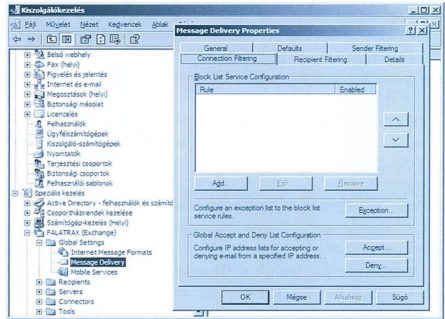 Kiszolgálókezelés
Fájl Művelet Nézet Kedvencek Ablak
Belső webhely
Fax (helyi)
Figyelés és jelentés
Internet és e-mail
Megosztások (helyi)
Biztonsági másolat
Licencelés
Felhasználók
Ügyfélszámítógépek
Kiszolgáló-számítógépek
Nyomtatók
Terjesztési csoportok
Biztonsági csoportok
Felhasználói sablonok
Speciális kezelés
Active Directory - felhasználók és számító
Csoportházirendek kezelése
Számítógép-kezelés (Helyi)
FALATRAX (Exchange)
Global Settings
Internet Message Formats
Message Delivery
Mobile Services
Recipients
Servers
Connectors
Tools
Message Delivery Properties
General Defaults Sender Filtering
Connection Filtering Recipient Filtering Details
Block List Service Configuration
Rule Enabled
Add... Edit... Remove
Configure an exception list to the block list
service rules.
Exception...
Global Accept and Deny List Configuration
Configure IP address lists for accepting or
denying e-mail from a specified IP address.
Accept...
Deny...
OK Mégse Alkalmaz Súgó